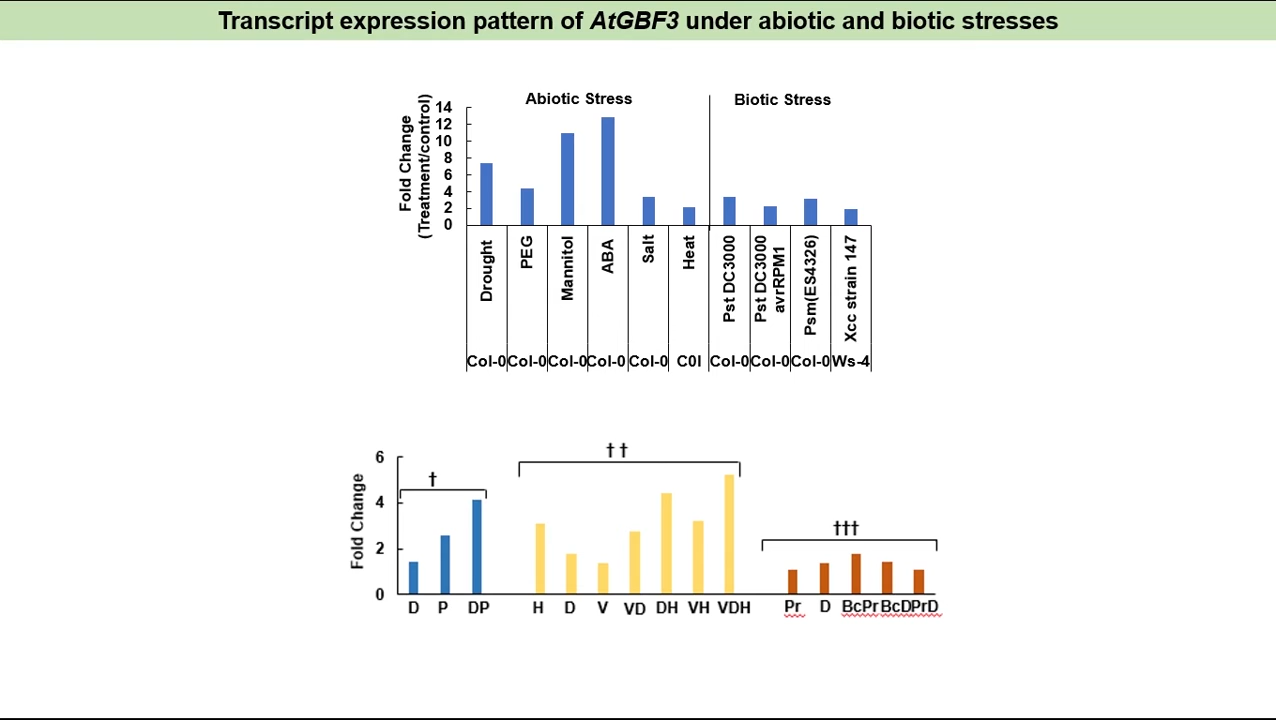 Transcript expression pattern of AtGBF3 under abiotic and biotic stresses
Abiotic Stress
Biotic Stress
Fold Change
(Treatment/control)
14
12
10
8
6
4
2
0
Drought
PEG
Mannitol
ABA
Salt
Heat
Pst DC3000
Pst DC3000
avrRPM1
Psm(ES4326)
Xcc strain 147
Col-0
Col-0
Col-0
Col-0
Col-0
C0l
Col-0
Col-0
Col-0
Ws-4
Fold Change
6
4
2
0
†
† †
†††
D P DP
H D V VD DH VH VDH
Pr D BcPr BcD PrD